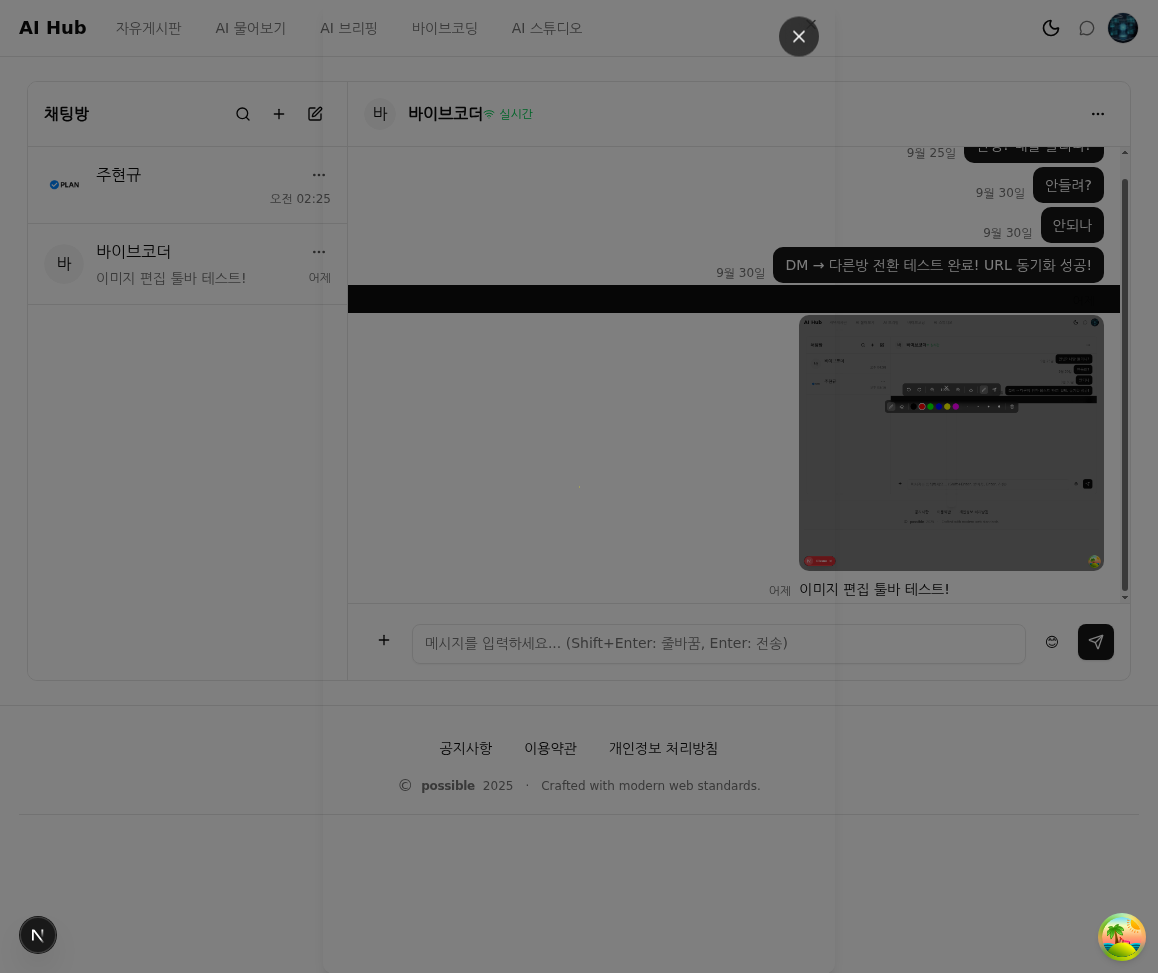 AI Hub
자유게시판
AI 물어보기
AI 브리핑
바이브코딩
AI 스튜디오
채팅방
바
바이브코더
실시간
9월 25일
PLAN
주현규
오전 02:25
바
바이브코더
이미지 편집 툴바 테스트!
어제
9월 30일
안들려?
9월 30일
안되나
9월 30일
DM → 다른방 전환 테스트 완료! URL 동기화 성공!
AI Hub
어제
이미지 편집 툴바 테스트!
메시지를 입력하세요... (Shift+Enter: 줄바꿈, Enter: 전송)
공지사항
이용약관
개인정보 처리방침
© possible 2025 · Crafted with modern web standards.
N